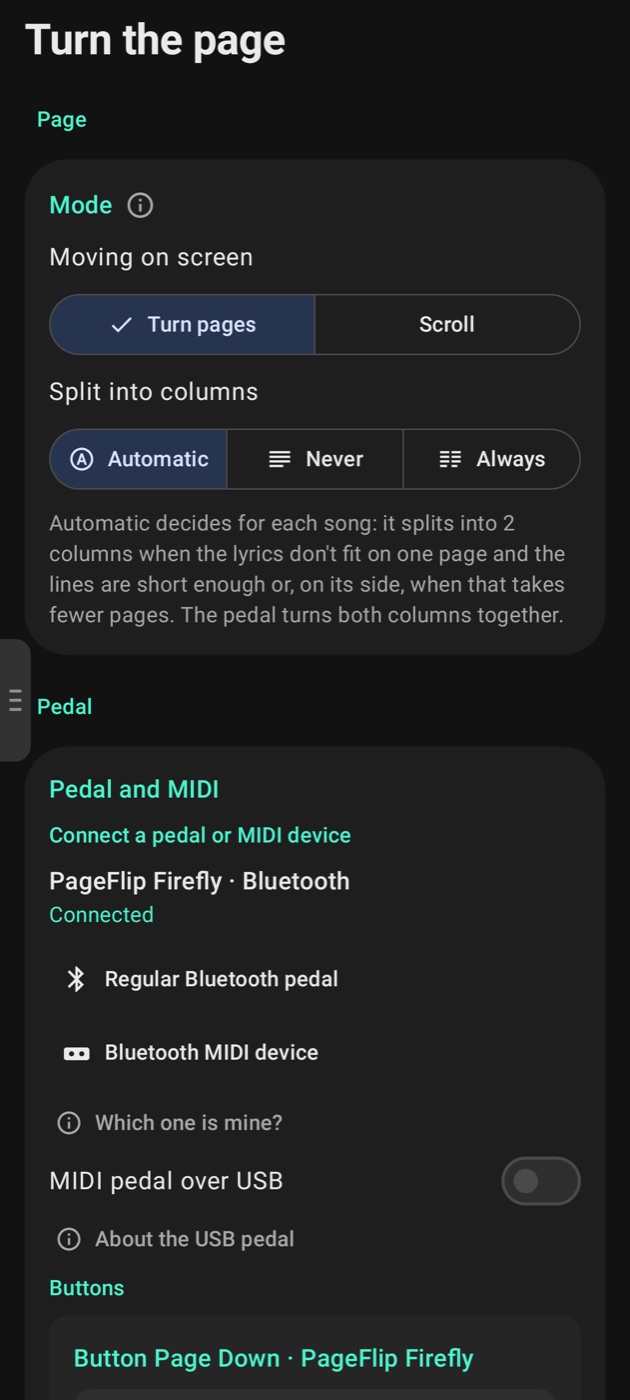 Turn the page
Page
Mode
Moving on screen
Turn pages
Scroll
Split into columns
Automatic
Never
Always
Automatic decides for each song: it splits into 2
columns when the lyrics don't fit on one page and the
lines are short enough or, on its side, when that takes
fewer pages. The pedal turns both columns together.
Pedal
Pedal and MIDI
Connect a pedal or MIDI device
PageFlip Firefly · Bluetooth
Connected
Regular Bluetooth pedal
Bluetooth MIDI device
Which one is mine?
MIDI pedal over USB
About the USB pedal
Buttons
Button Page Down · PageFlip Firefly